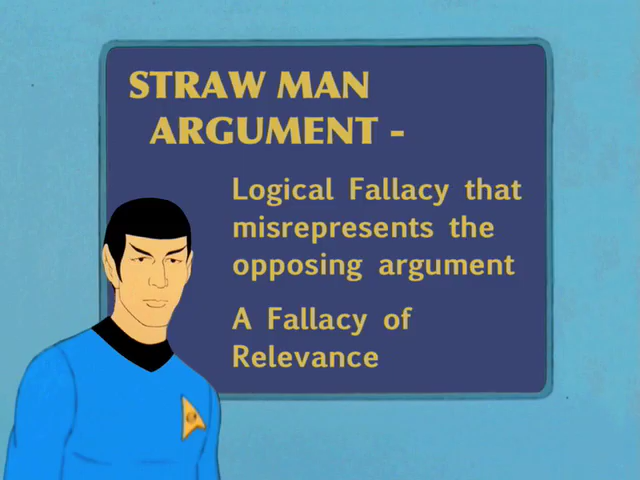 STRAW MAN
ARGUMENT -
Logical Fallacy that
misrepresents the
opposing argument
A Fallacy of
Relevance